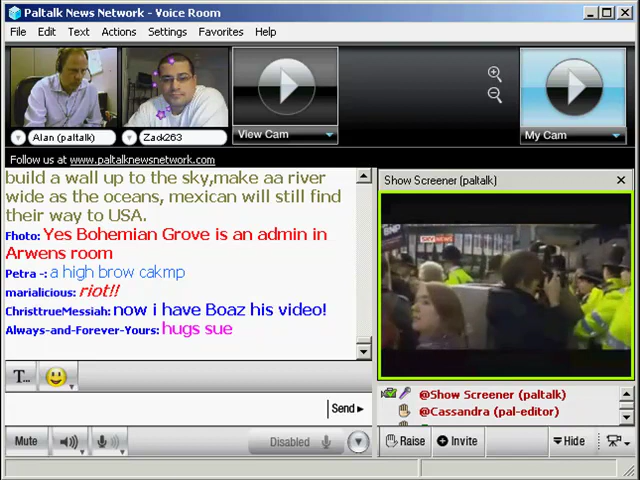 Paltalk News Network - Voice Room
File Edit Text Actions Settings Favorites Help
Alan (paltalk) Zack263 View Cam My Cam
Follow us at www.paltalknewsnetwork.com
build a wall up to the sky,make aa river
wide as the oceans, mexican will still find
their way to USA.
Fhoto: Yes Bohemian Grove is an admin in
Arwens room
Petra -: a high brow cakmp
marialicious: riot!!
ChristtrueMessiah: now i have Boaz his video!
Always-and-Forever-Yours: hugs sue
T...
Send
Mute Disabled
Show Screener (paltalk)
BNP
SKY NEWS
@Show Screener (paltalk)
@Cassandra (pal-editor)
Raise Invite Hide